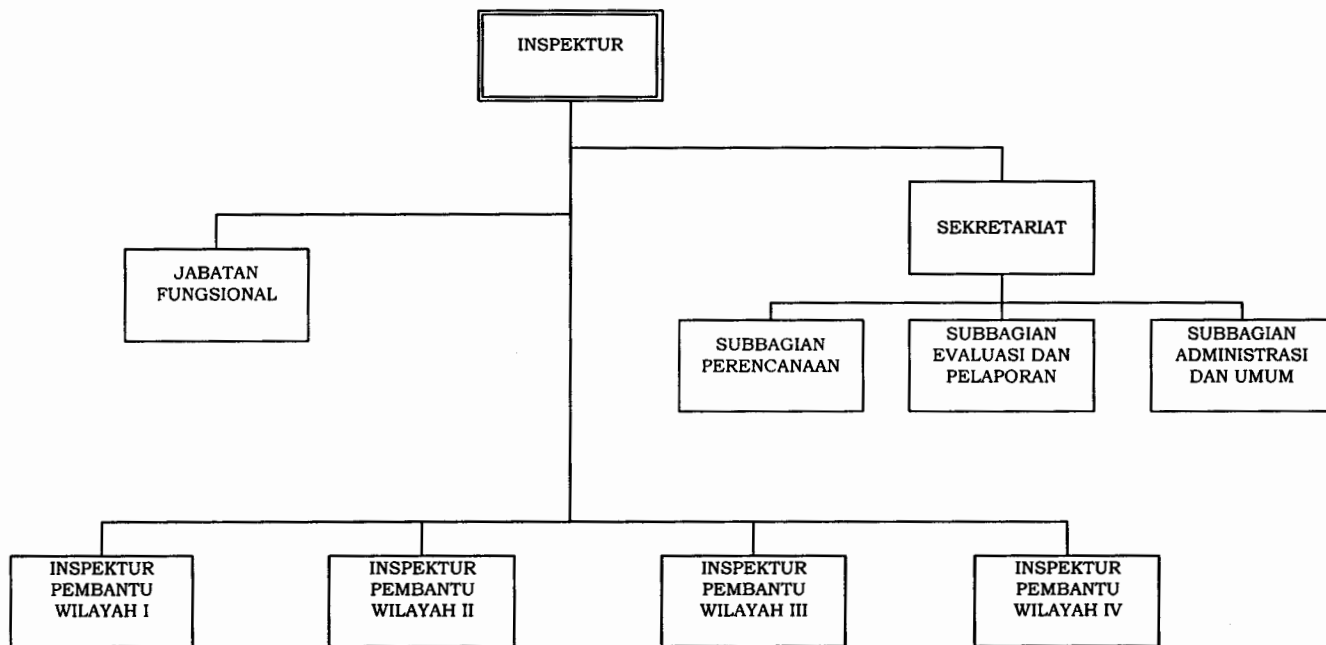 INSPEKTUR
SEKRETARIAT
JABATAN
FUNGSIONAL
SUBBAGIAN
PERENCANAAN
SUBBAGIAN
EVALUASI DAN
PELAPORAN
SUBBAGIAN
ADMINISTRASI
DAN UMUM
INSPEKTUR
PEMBANTU
WILAYAH I
INSPEKTUR
PEMBANTU
WILAYAH II
INSPEKTUR
PEMBANTU
WILAYAH III
INSPEKTUR
PEMBANTU
WILAYAH IV